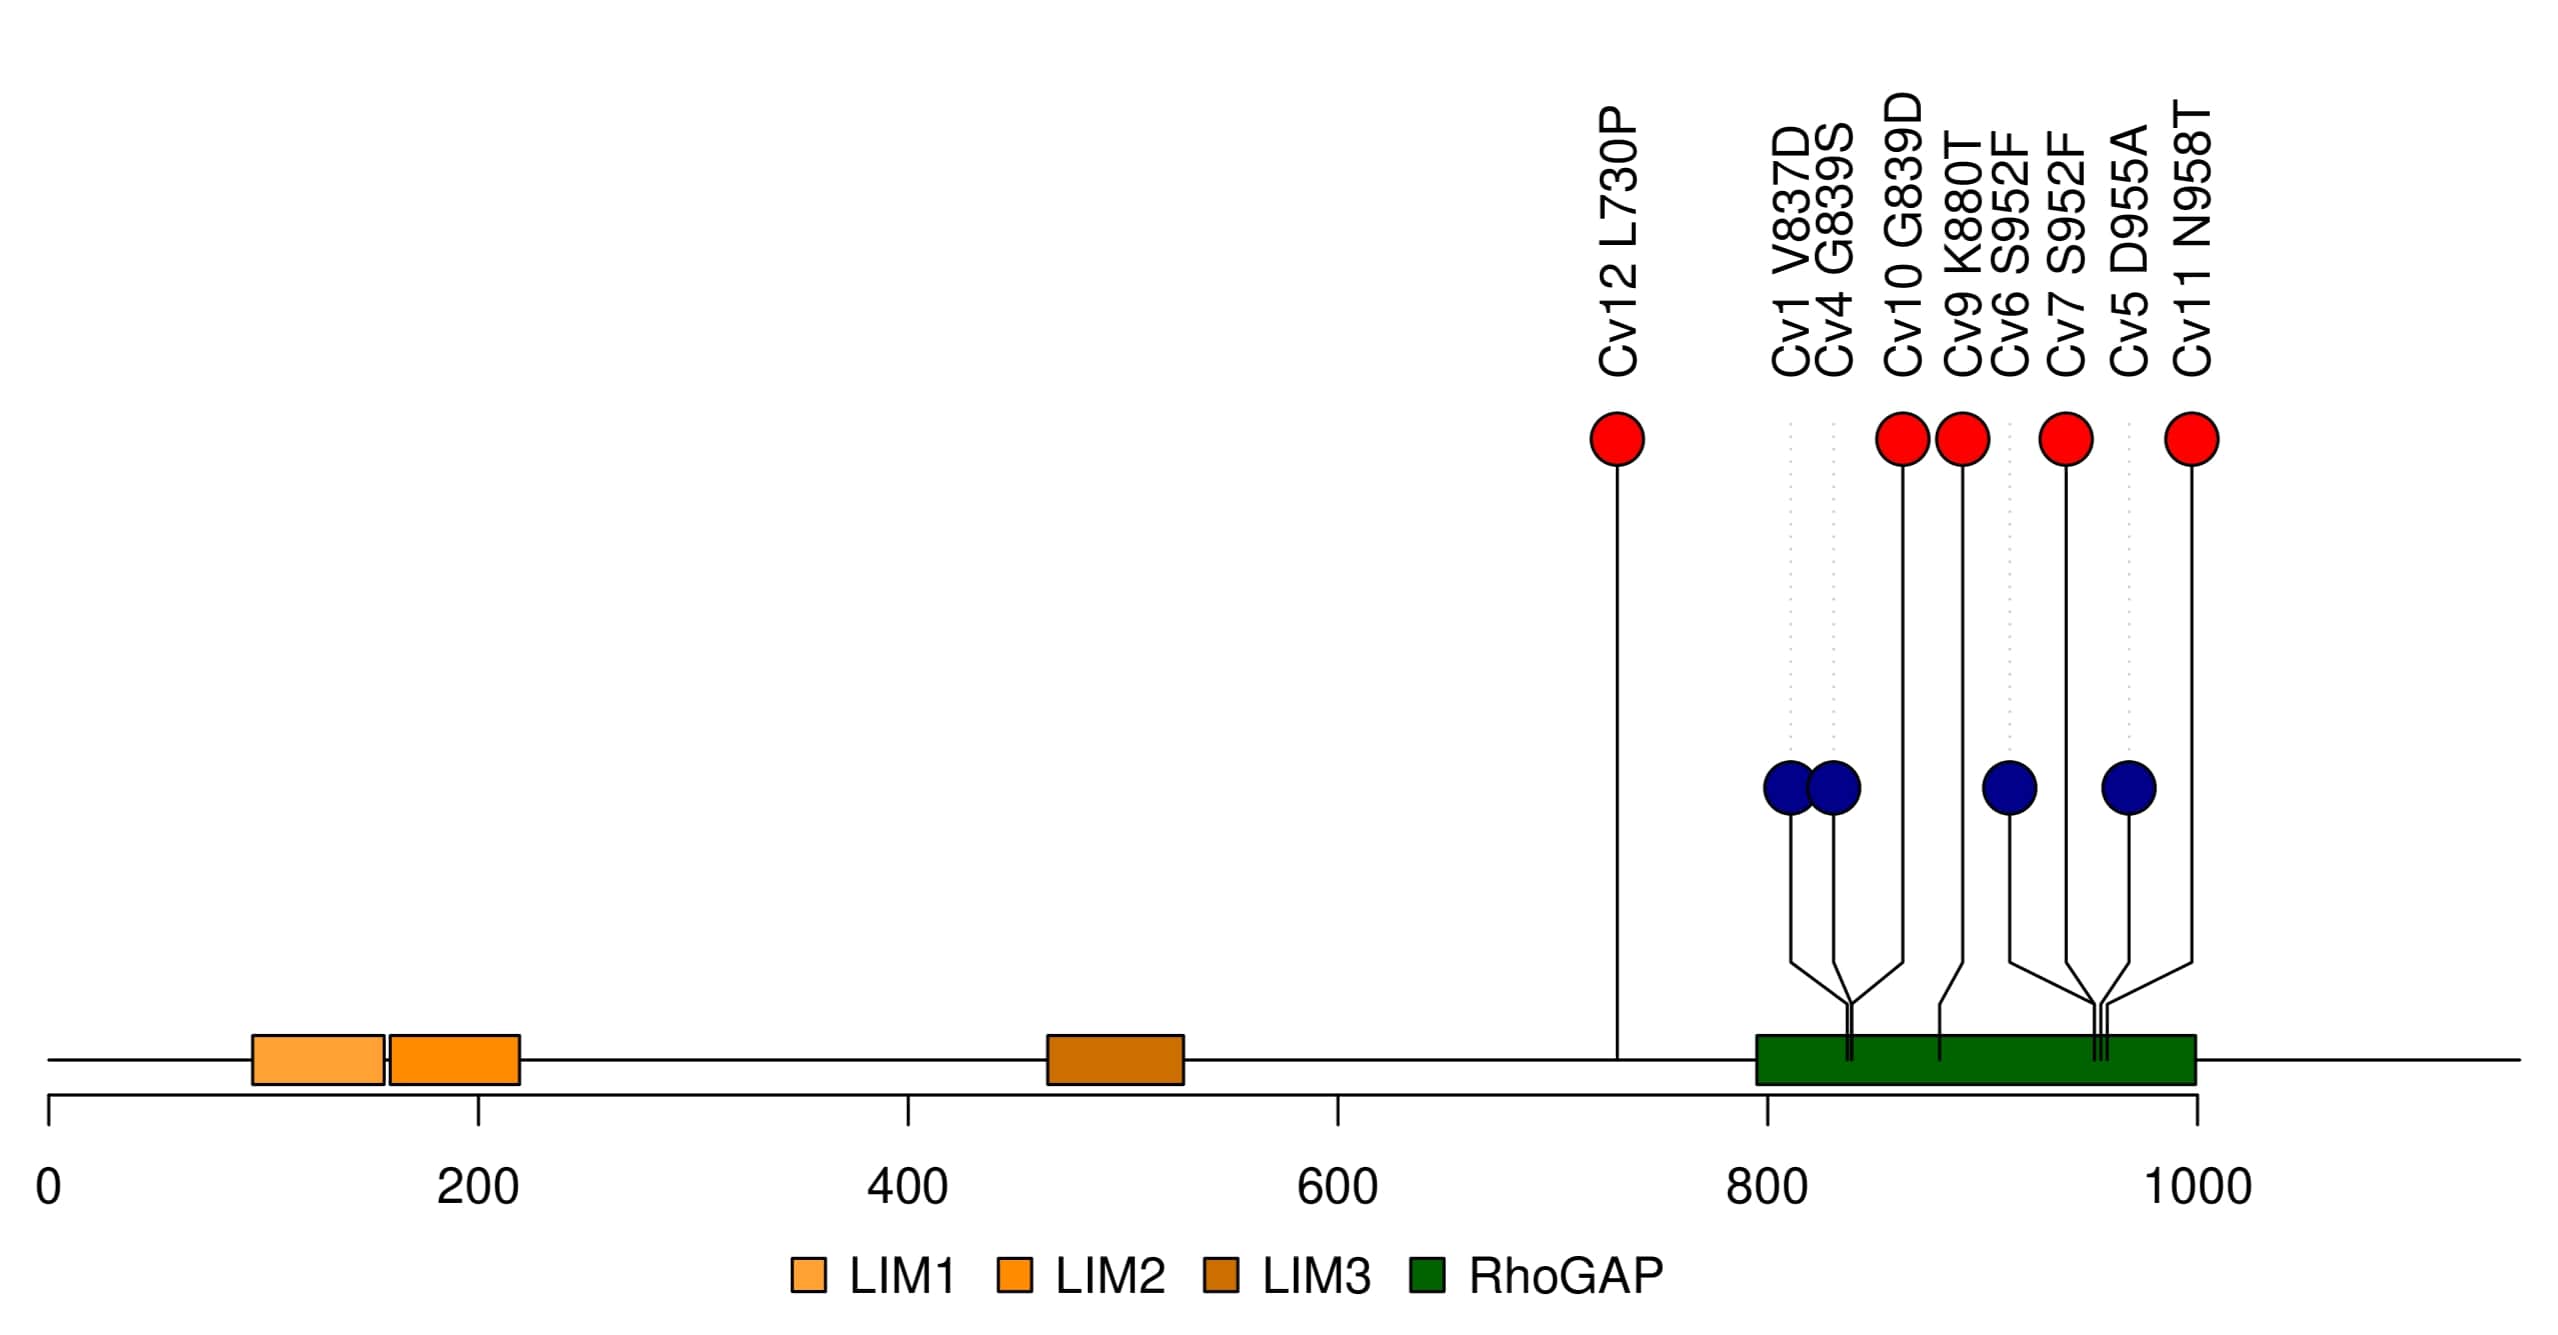 Cv12 L730P
Cv1 V837D
Cv4 G839S
Cv10 G839D
Cv9 K880T
Cv6 S952F
Cv7 S952F
Cv5 D955A
Cv11 N958T
0 200 400 600 800 1000
LIM1 LIM2 LIM3 RhoGAP